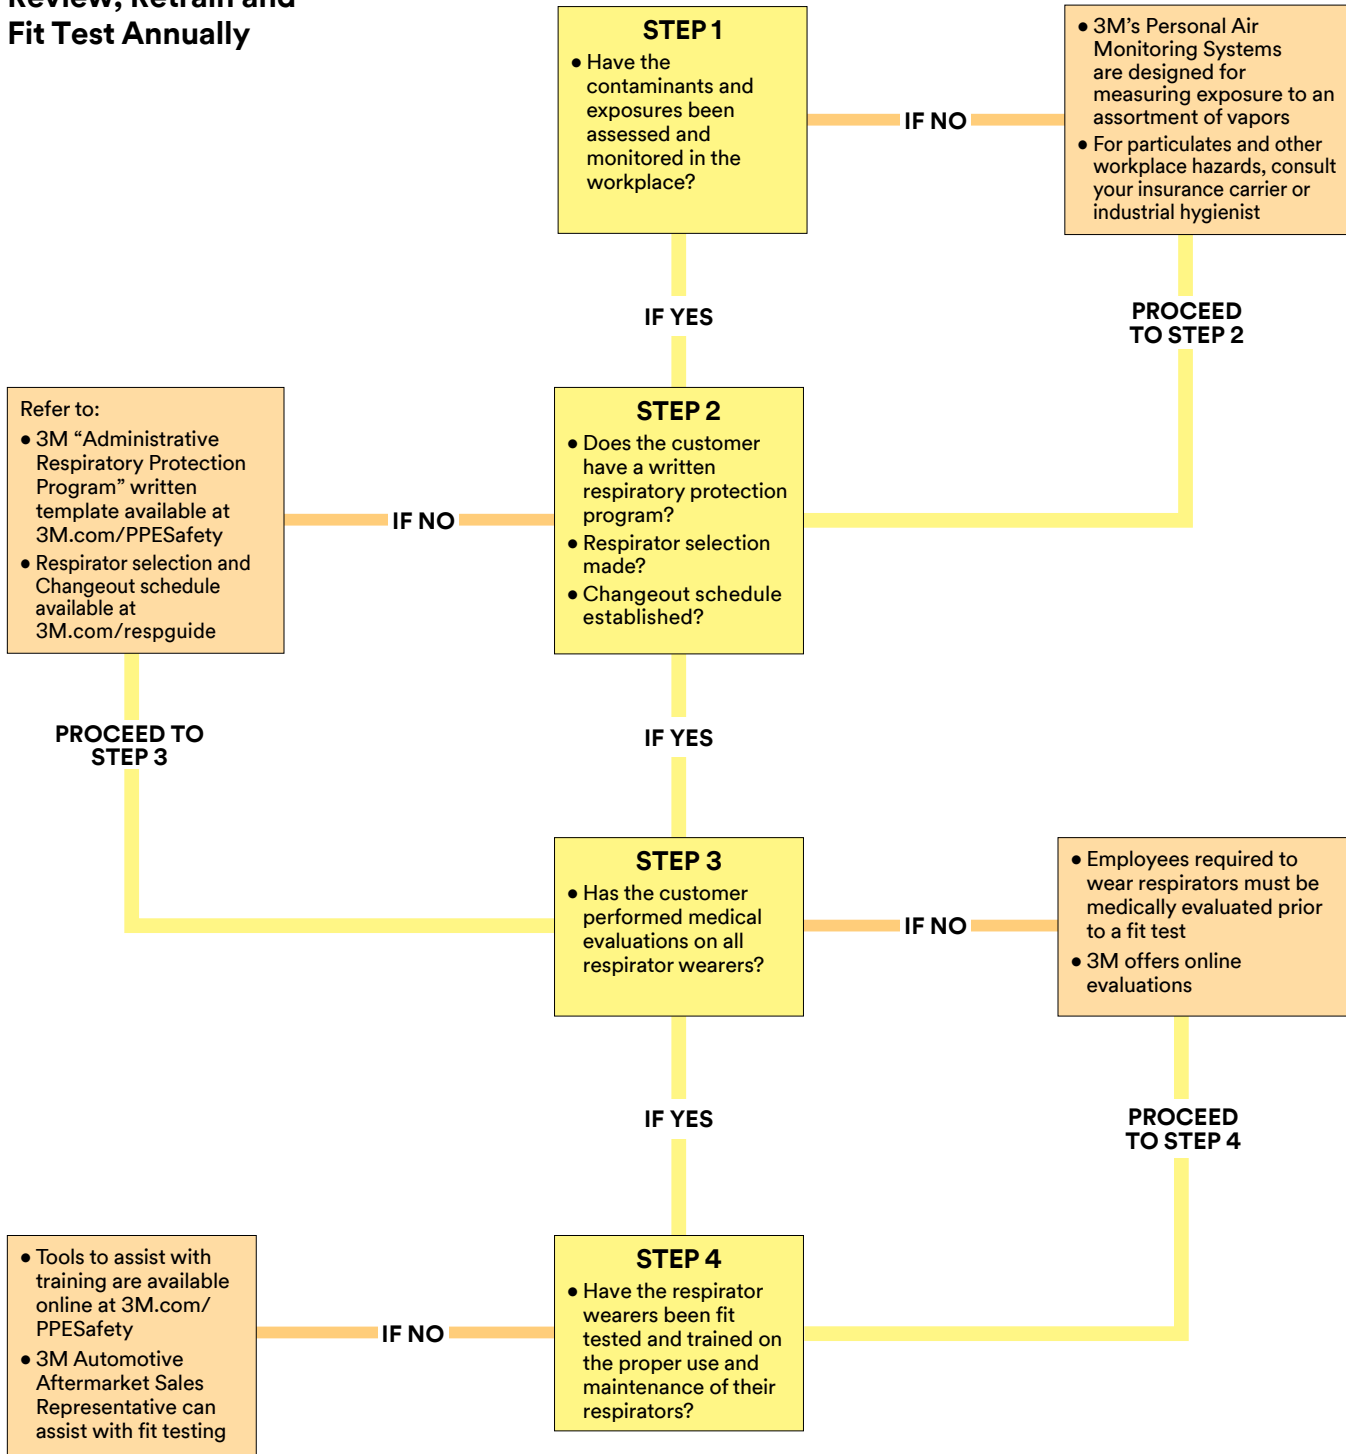 Review, Retrain and
Fit Test Annually
STEP 1
• Have the
contaminants and
exposures been
assessed and
monitored in the
workplace?
IF NO
• 3M’s Personal Air
Monitoring Systems
are designed for
measuring exposure to an
assortment of vapors
• For particulates and other
workplace hazards, consult
your insurance carrier or
industrial hygienist
IF YES
PROCEED
TO STEP 2
Refer to:
• 3M “Administrative
Respiratory Protection
Program” written
template available at
3M.com/PPESafety
• Respirator selection and
Changeout schedule
available at
3M.com/respguide
IF NO
STEP 2
• Does the customer
have a written
respiratory protection
program?
• Respirator selection
made?
• Changeout schedule
established?
PROCEED TO
STEP 3
IF YES
STEP 3
• Has the customer
performed medical
evaluations on all
respirator wearers?
IF NO
• Employees required to
wear respirators must be
medically evaluated prior
to a fit test
• 3M offers online
evaluations
IF YES
PROCEED
TO STEP 4
• Tools to assist with
training are available
online at 3M.com/
PPESafety
• 3M Automotive
Aftermarket Sales
Representative can
assist with fit testing
IF NO
STEP 4
• Have the respirator
wearers been fit
tested and trained on
the proper use and
maintenance of their
respirators?